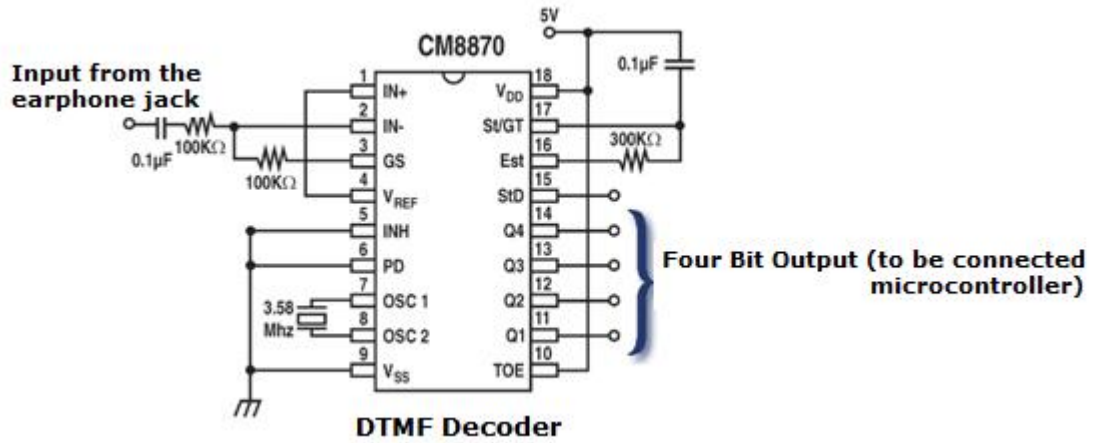 5V
CM8870
0.1µF
Input from the
earphone jack
0.1µF
100KΩ
100KΩ
1 IN+
2 IN-
3 GS
4 VREF
5 INH
6 PD
7 OSC 1
8 OSC 2
9 VSS
3.58
Mhz
18 VDD
17 St/GT
16 Est
300KΩ
15 StD
14 Q4
13 Q3
12 Q2
11 Q1
10 TOE
Four Bit Output (to be connected
microcontroller)
DTMF Decoder